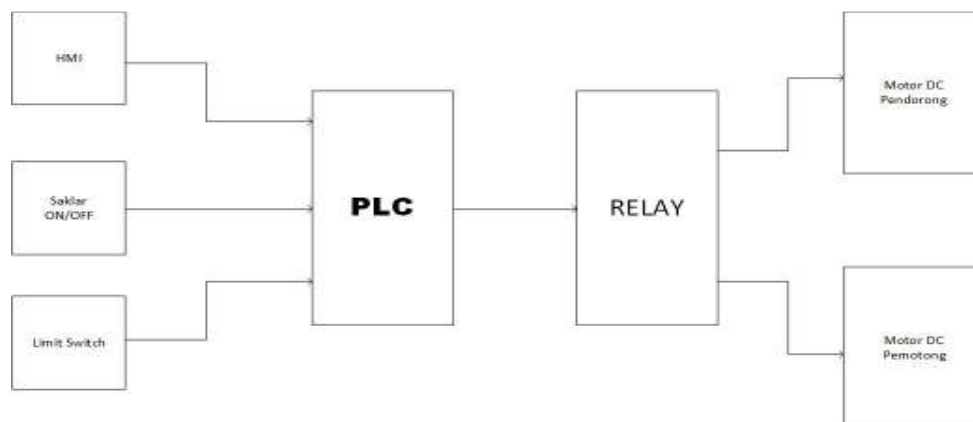 HMI
Saklar
ON/OFF
Limit Switch
PLC
RELAY
Motor DC
Pendorong
Motor DC
Pemotong